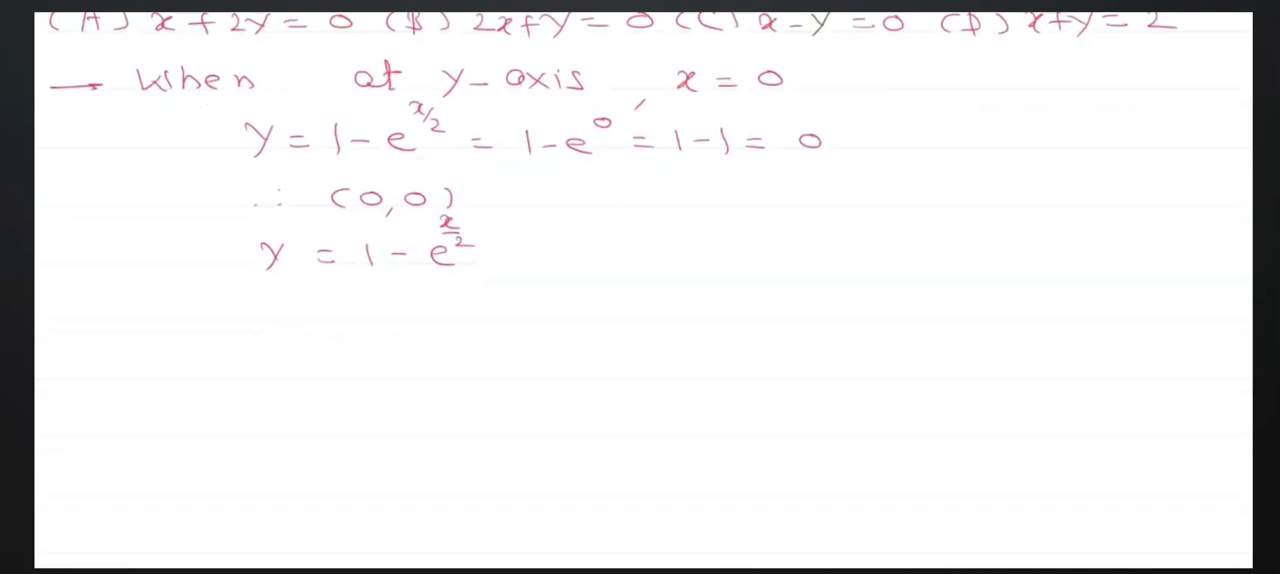 (A) x + 2y = 0 (B) 2x+y = 0 (C) x-y = 0 (D) x+y = 2
→ When at y-axis, x = 0
y = 1-e^x/2 = 1-e^0 = 1-1 = 0
∴ (0,0)
y = 1 - e^x/2